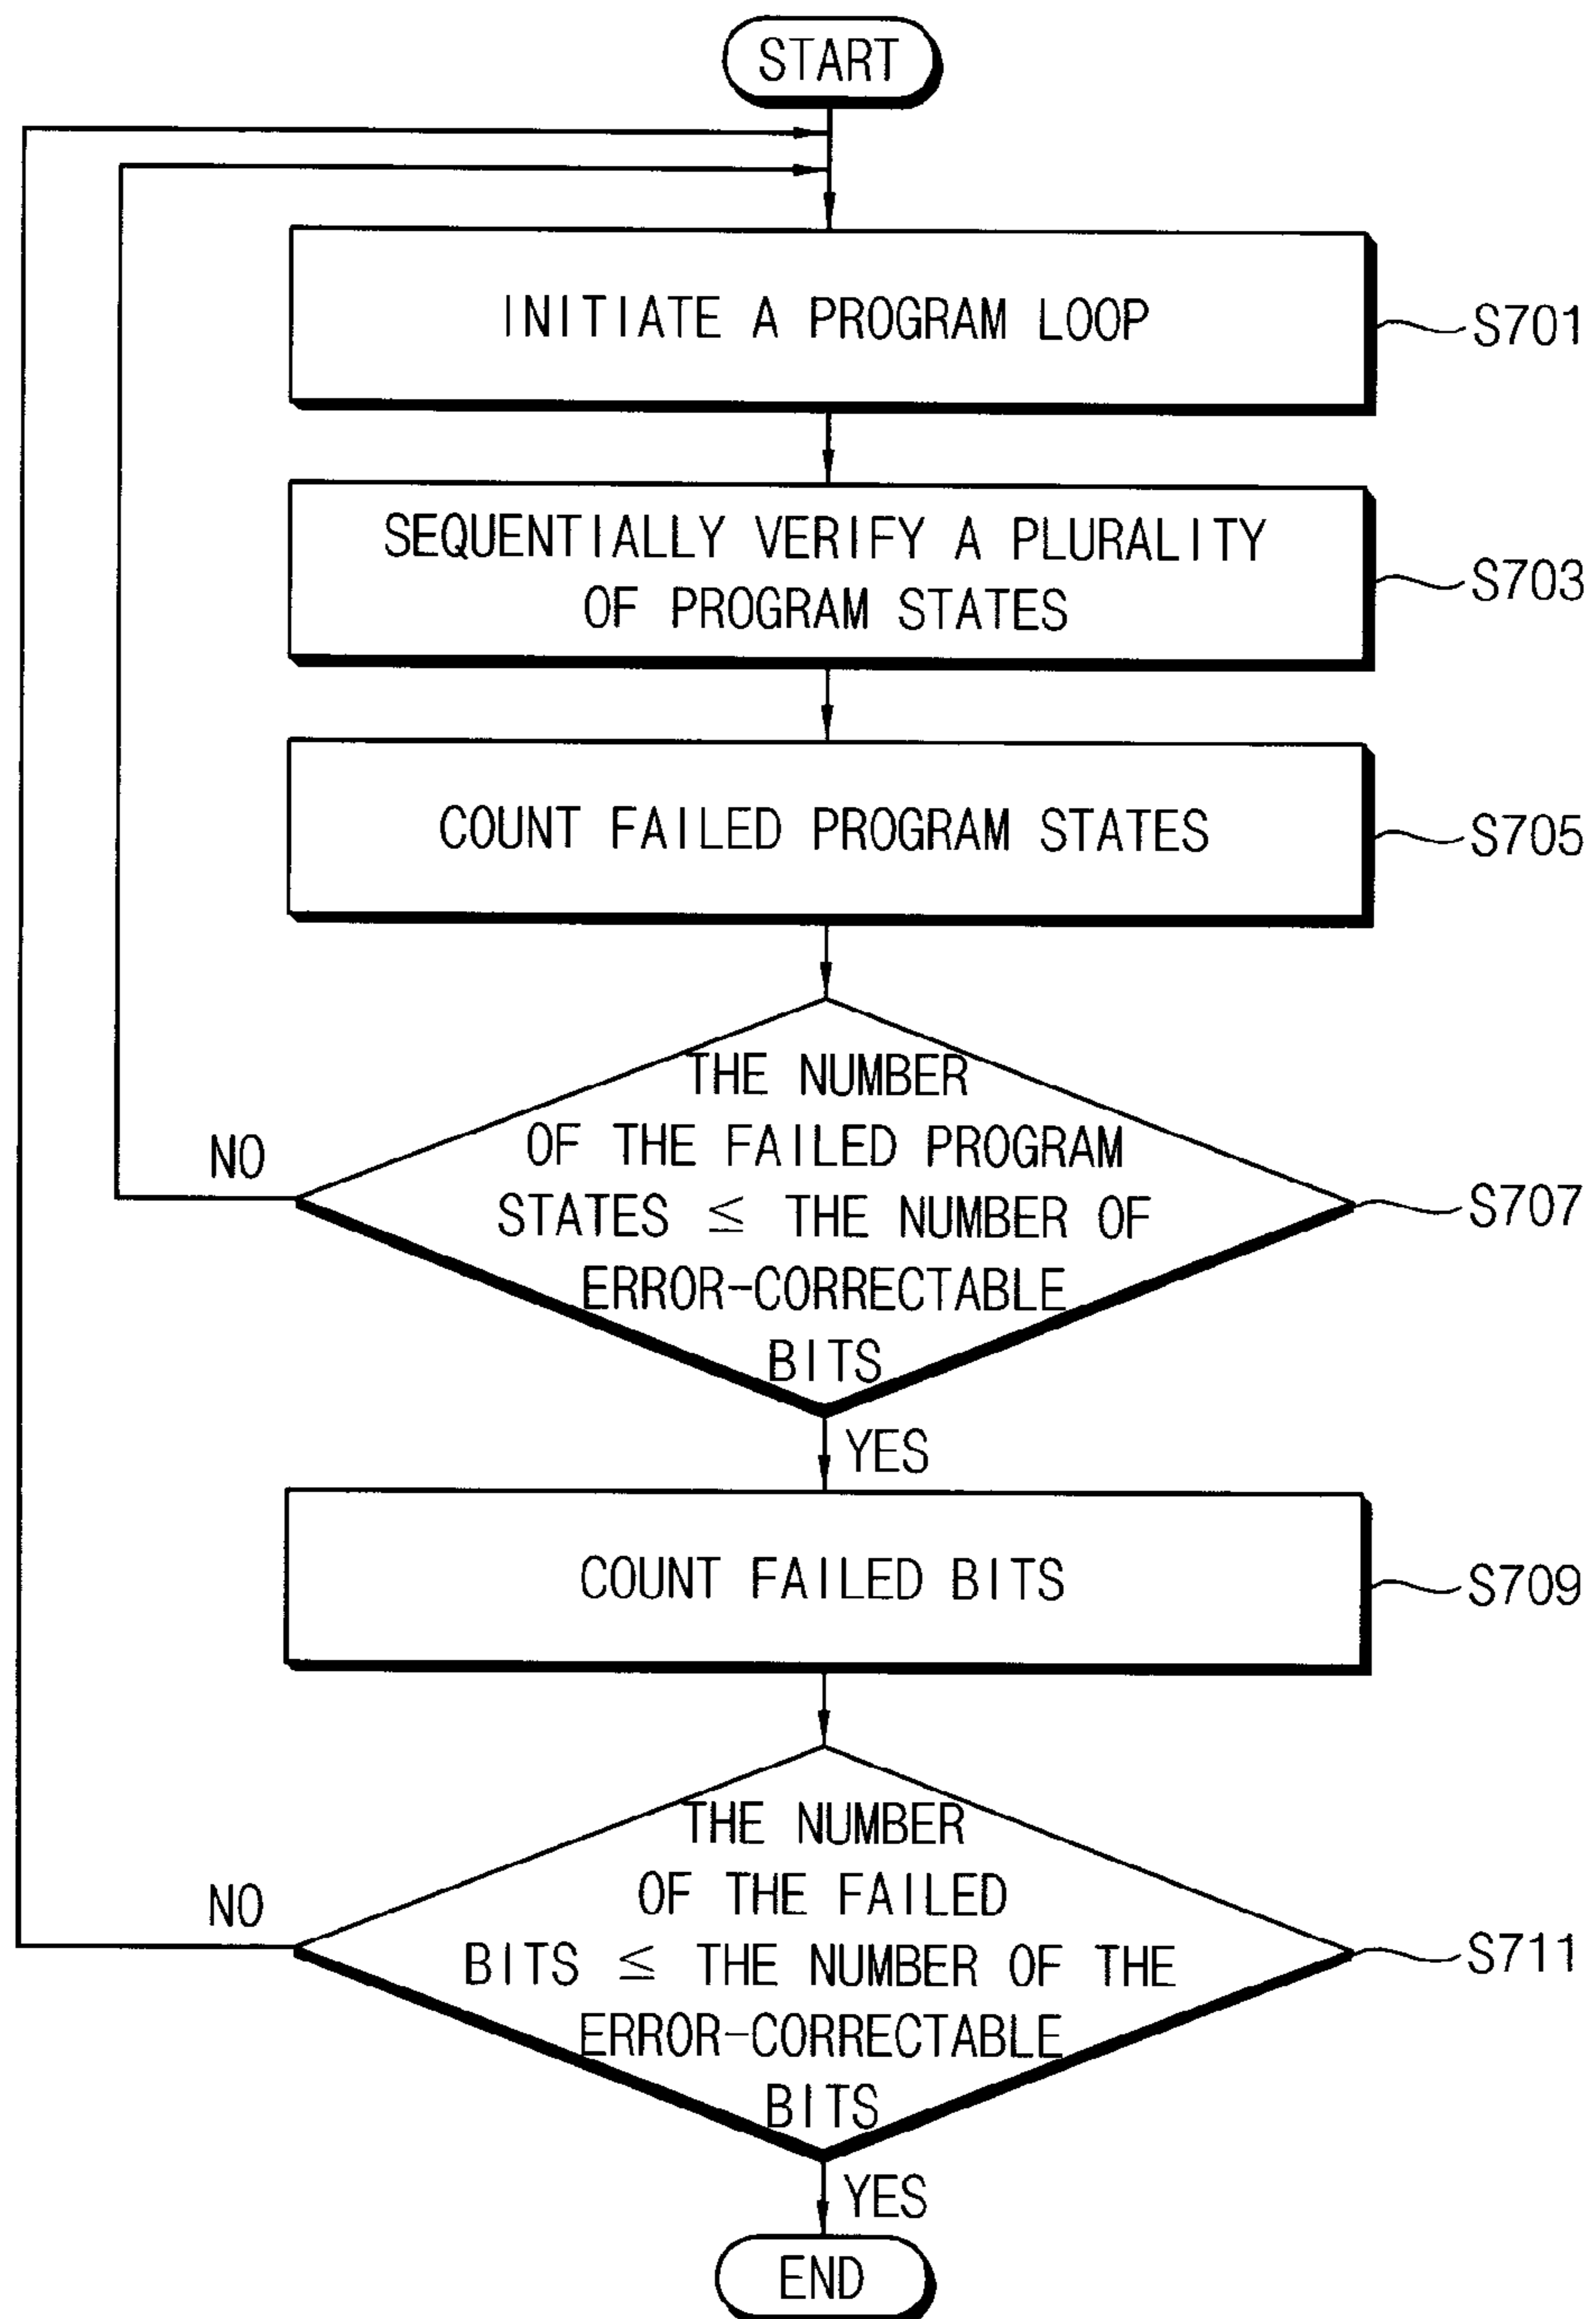 START
INITIATE A PROGRAM LOOP
S701
SEQUENTIALLY VERIFY A PLURALITY
OF PROGRAM STATES
S703
COUNT FAILED PROGRAM STATES
S705
THE NUMBER
OF THE FAILED PROGRAM
STATES ≤ THE NUMBER OF
ERROR-CORRECTABLE
BITS
NO
S707
YES
COUNT FAILED BITS
S709
THE NUMBER
OF THE FAILED
BITS ≤ THE NUMBER OF THE
ERROR-CORRECTABLE
BITS
NO
S711
YES
END